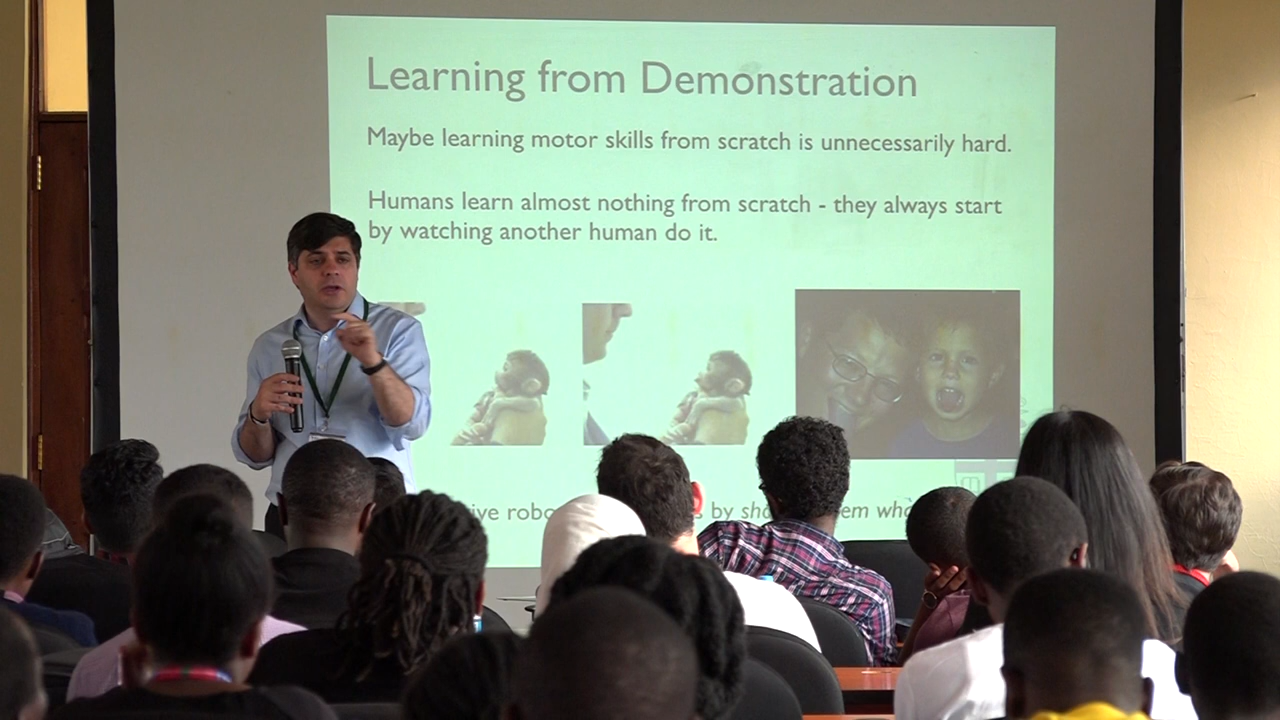 Learning from Demonstration
Maybe learning motor skills from scratch is unnecessarily hard.
Humans learn almost nothing from scratch - they always start
by watching another human do it.
by